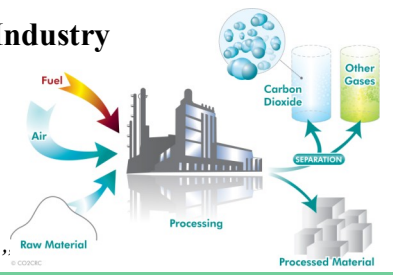 Industry
Fuel
Air
Raw Material
Processing
Carbon
Dioxide
Other
Gases
SEPARATION
Processed Material
,,
© CO2CRC